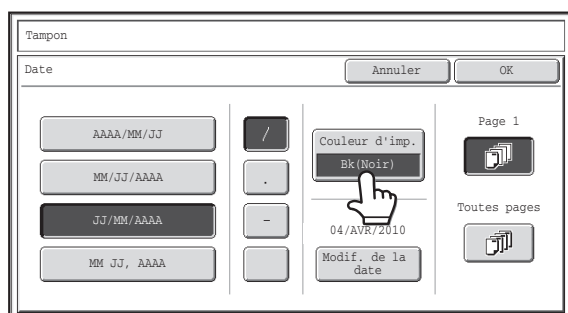 Tampon
Date
Annuler
OK
AAAA/MM/JJ
MM/JJ/AAAA
JJ/MM/AAAA
MM JJ, AAAA
/
.
-
Couleur d'imp.
Bk(Noir)
04/AVR/2010
Modif. de la
date
Page 1
Toutes pages